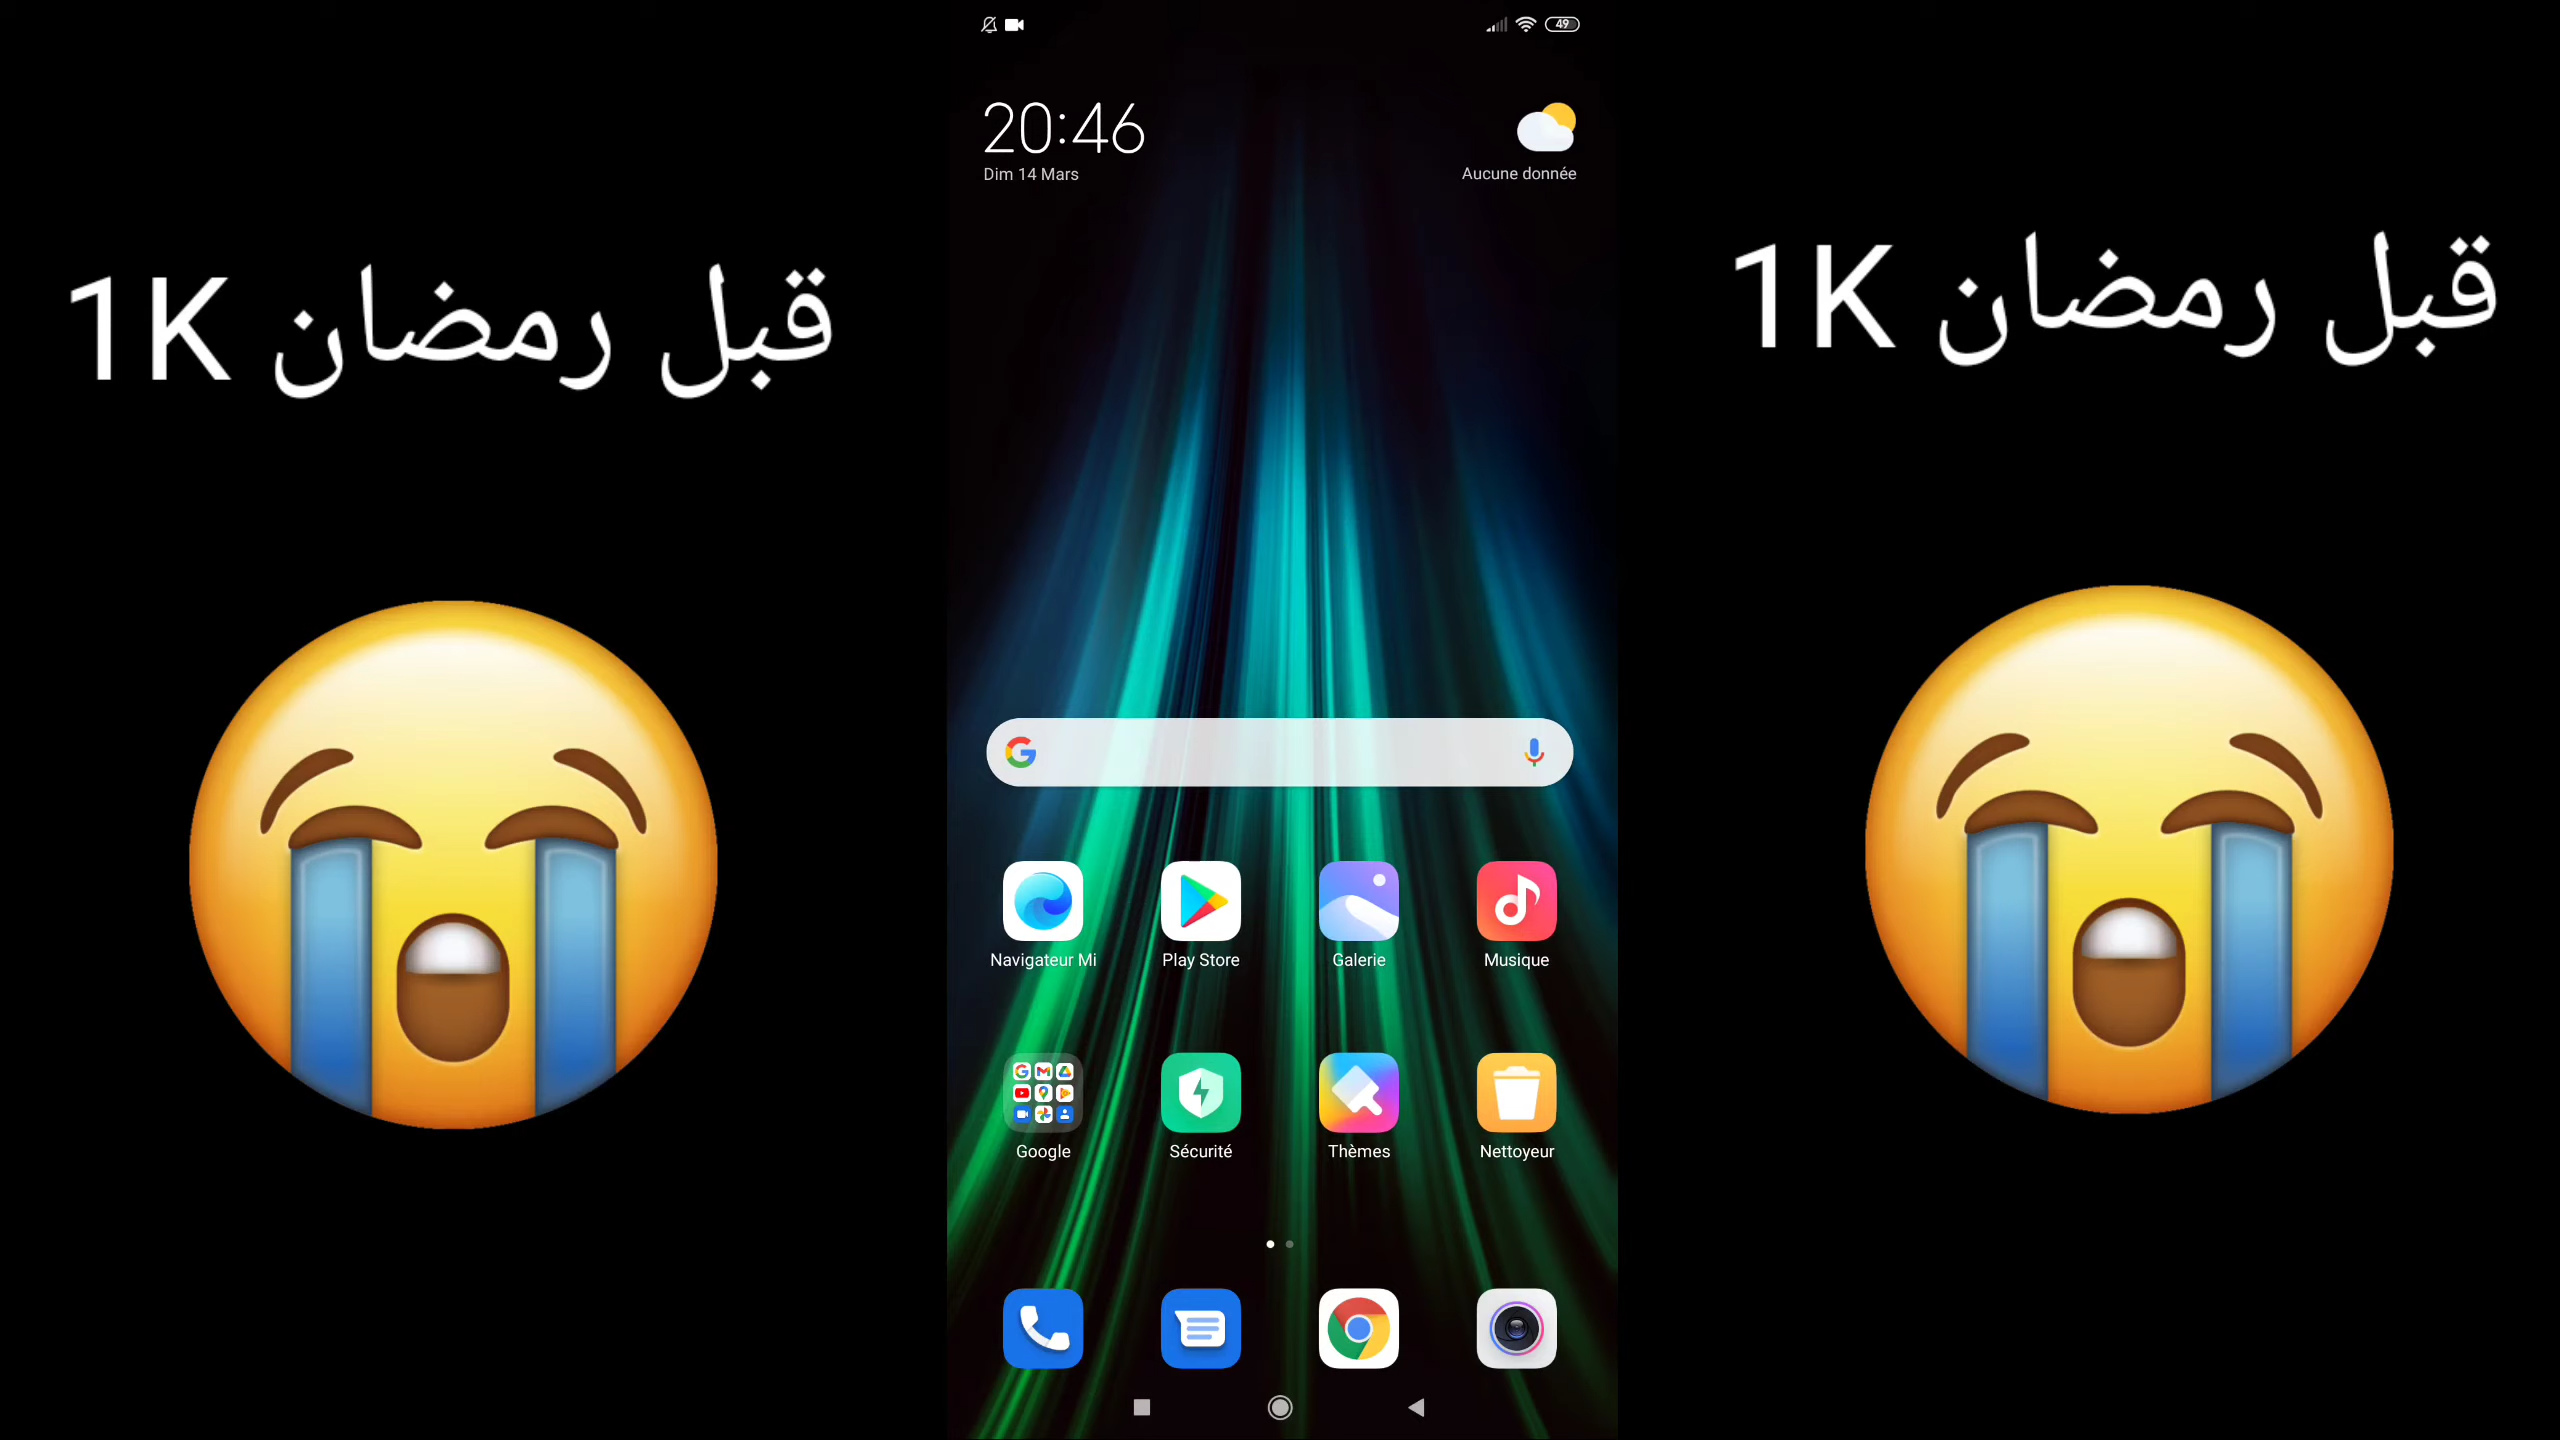 49
20:46
Dim 14 Mars
Aucune donnée
قبل رمضان 1K
قبل رمضان 1K
Navigateur Mi
Play Store
Galerie
Musique
Google
Sécurité
Thèmes
Nettoyeur